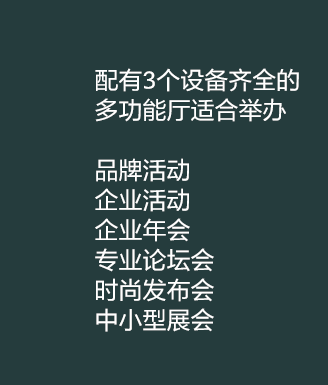 配有3个设备齐全的
多功能厅适合举办
品牌活动
企业活动
企业年会
专业论坛会
时尚发布会
中小型展会